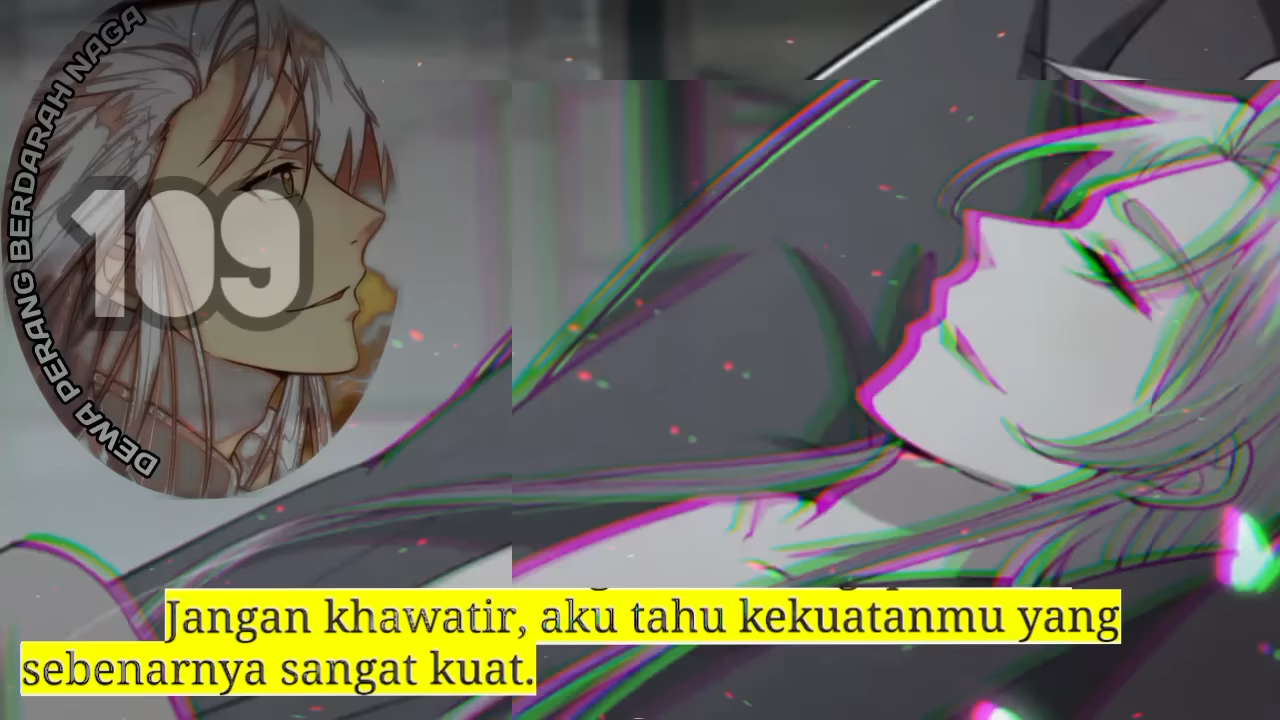 DEWA PERANG BERDARAH NAGA
109
Jangan khawatir, aku tahu kekuatanmu yang
sebenarnya sangat kuat.